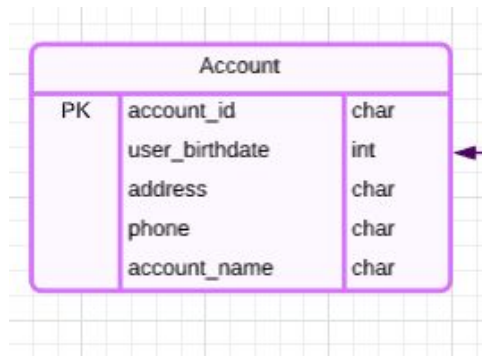 Account
PK account_id char
user_birthdate int
address char
phone char
account_name char